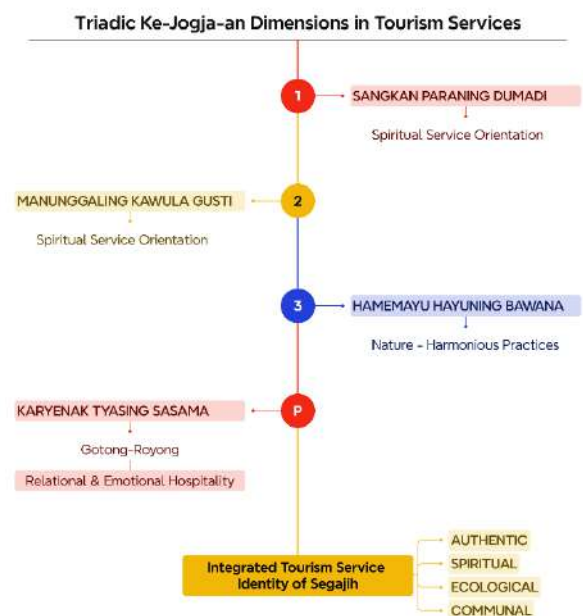 Triadic Ke-Jogja-an Dimensions in Tourism Services
1
SANGKAN PARANING DUMADI
Spiritual Service Orientation
MANUNGGALING KAWULA GUSTI
2
Spiritual Service Orientation
3
HAMEMAYU HAYUNING BAWANA
Nature - Harmonious Practices
KARYENAK TYASING SASAMA
P
Gotong-Royong
Relational & Emotional Hospitality
Integrated Tourism Service
Identity of Segajih
AUTHENTIC
SPIRITUAL
ECOLOGICAL
COMMUNAL